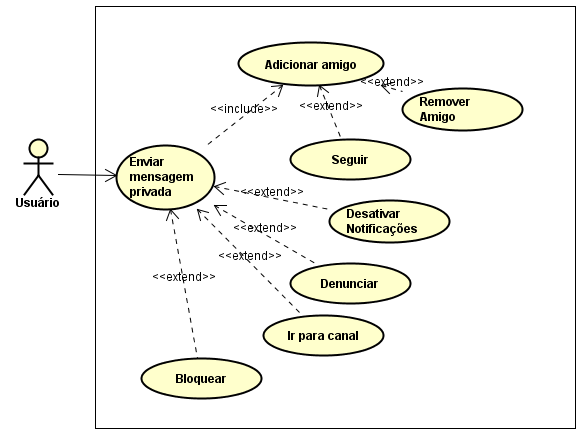 Adicionar amigo
<<extend>>
Remover
Amigo
<<include>>
<<extend>>
Seguir
Enviar
mensagem
privada
Usuário
<<extend>>
Desativar
Notificações
<<extend>>
<<extend>>
Denunciar
<<extend>>
Ir para canal
Bloquear